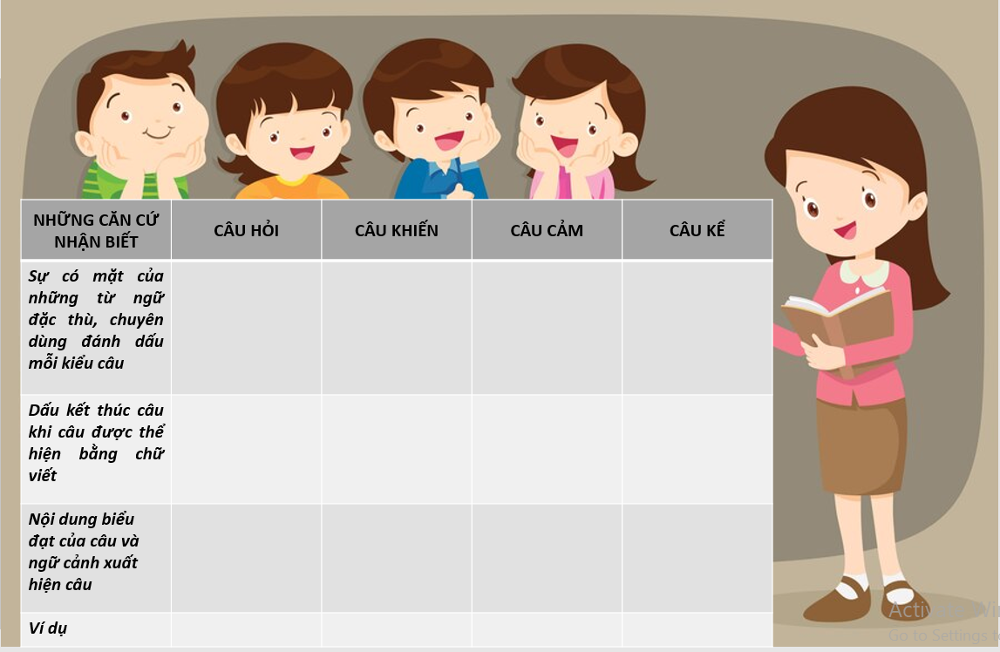 NHỮNG CĂN CỨ
NHẬN BIẾT
CÂU HỎI
CÂU KHIẾN
CÂU CẢM
CÂU KỂ
Sự có mặt của
những từ ngữ
đặc thù, chuyên
dùng đánh dấu
mỗi kiểu câu
Dấu kết thúc câu
khi câu được thể
hiện bằng chữ
viết
Nội dung biểu
đạt của câu và
ngữ cảnh xuất
hiện câu
Ví dụ
Go to Settings